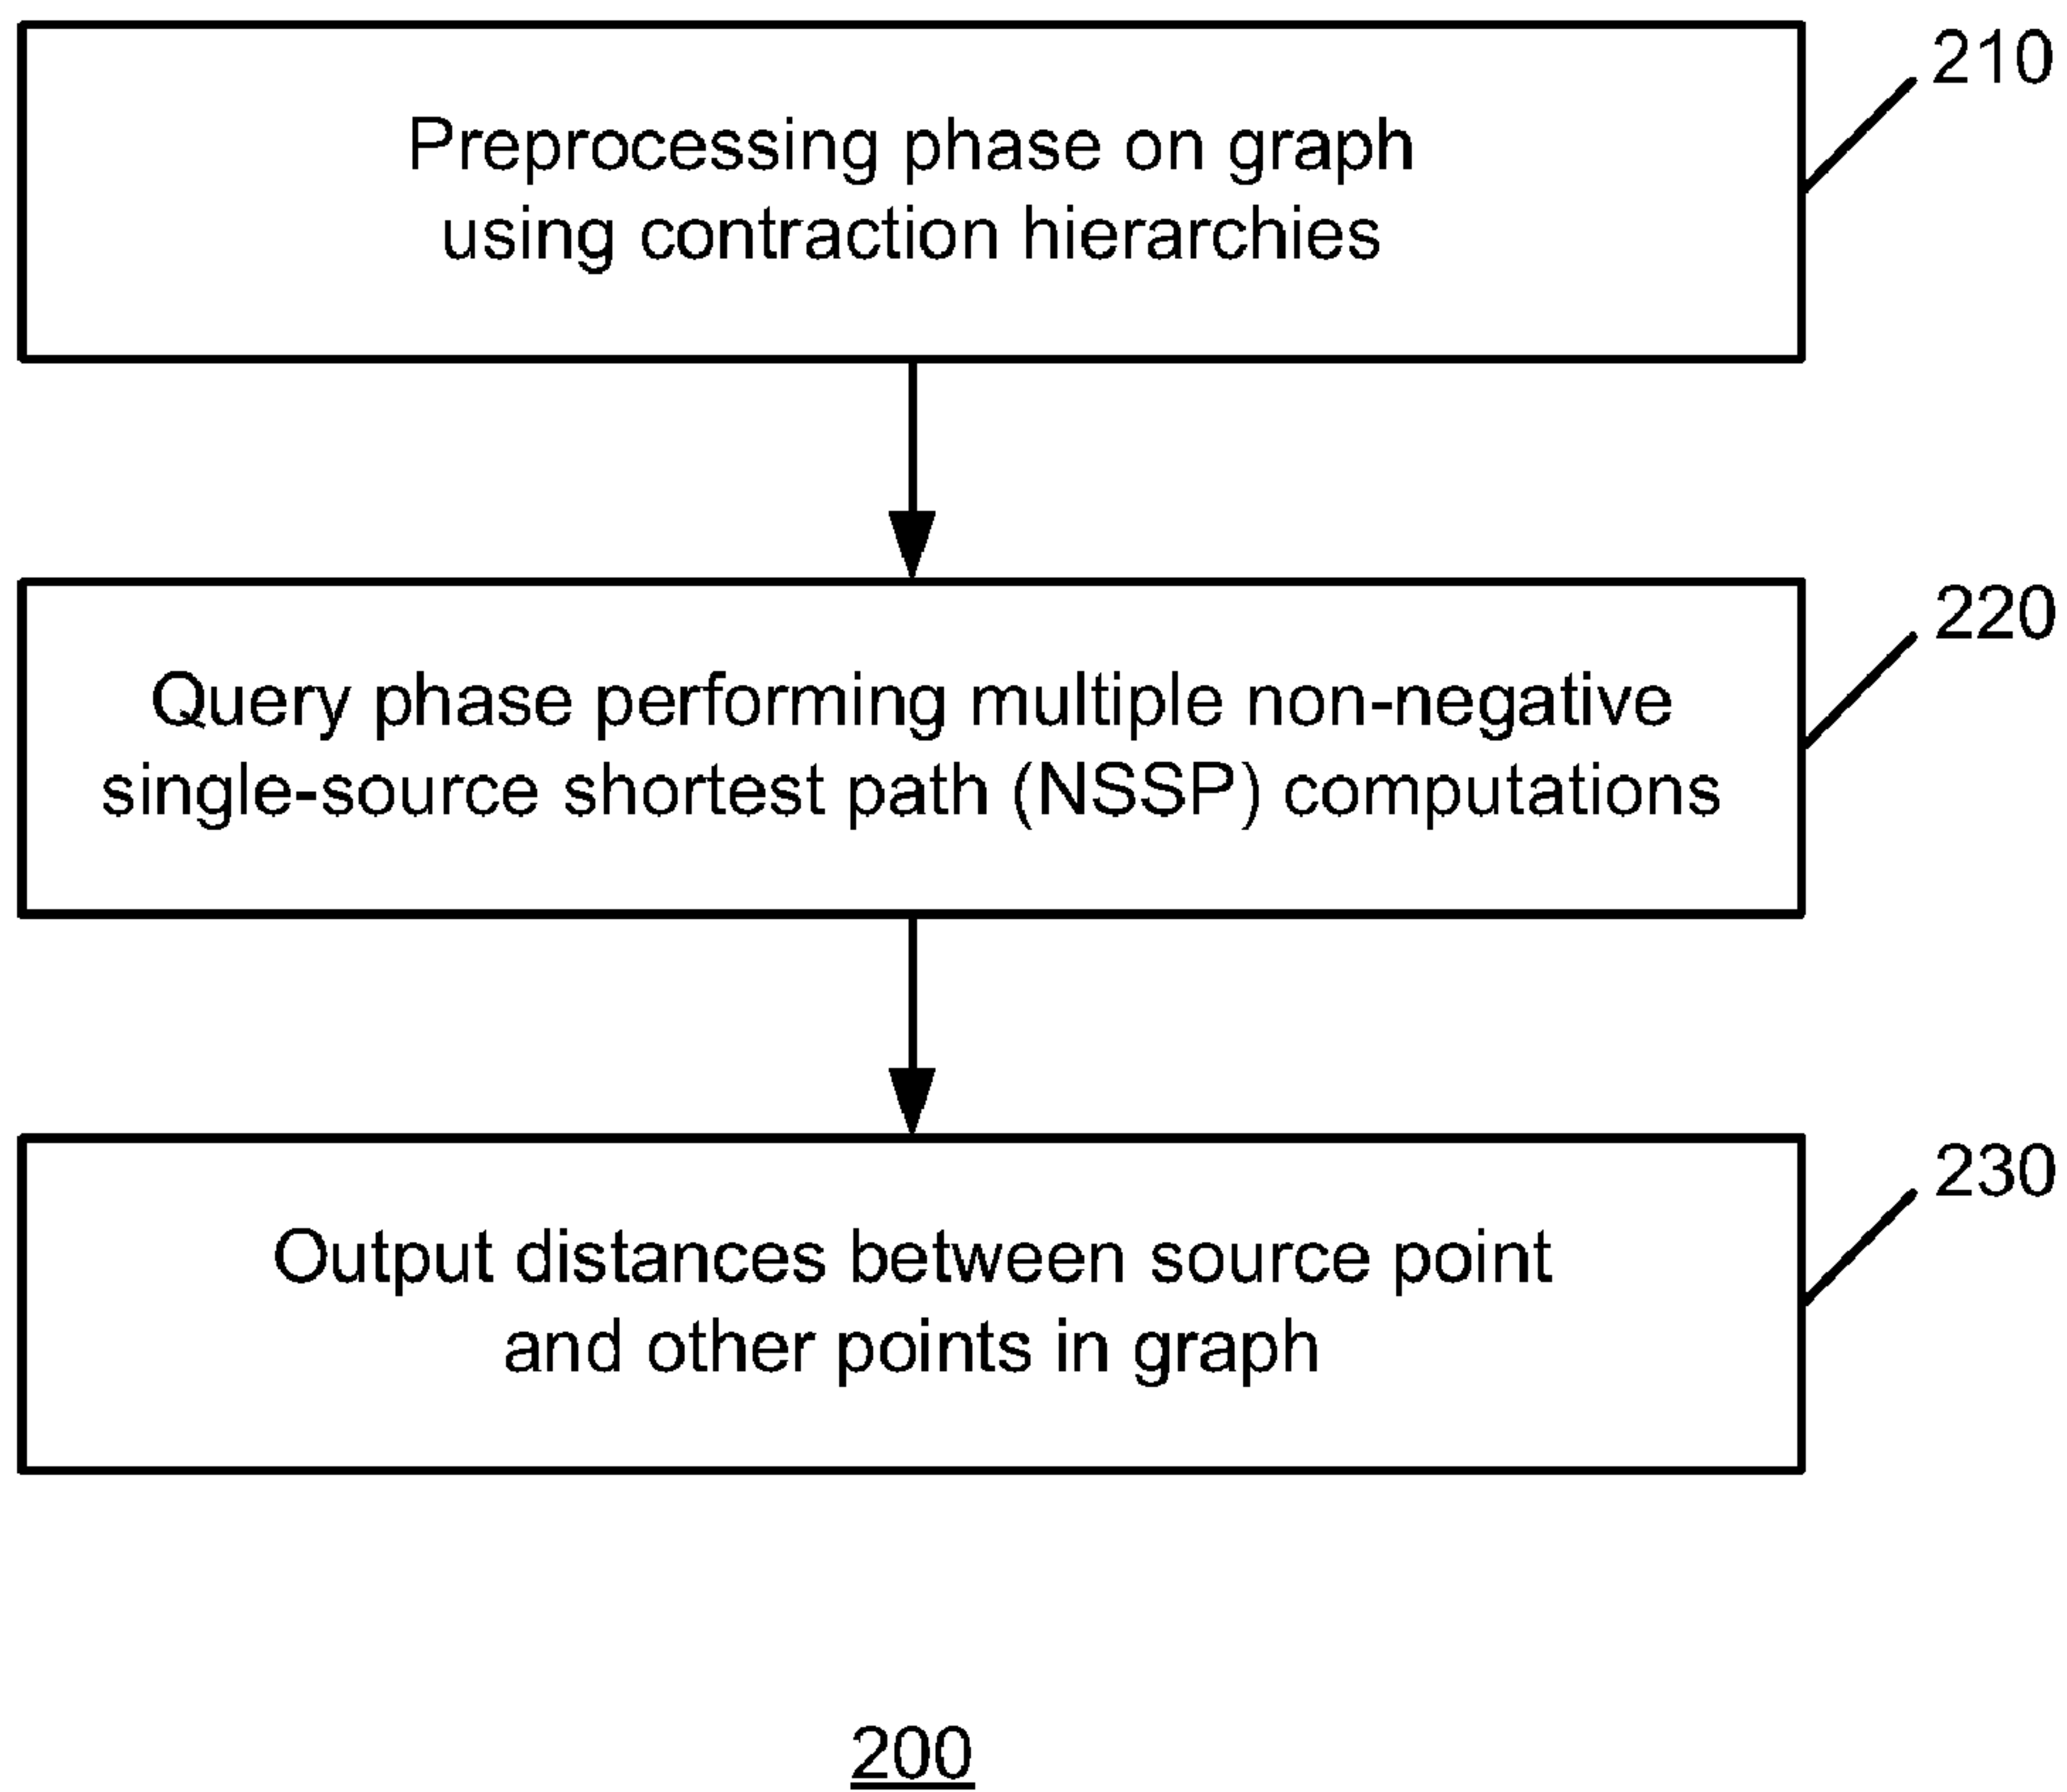 210
Preprocessing phase on graph
using contraction hierarchies
220
Query phase performing multiple non-negative
single-source shortest path (NSSP) computations
230
Output distances between source point
and other points in graph
200